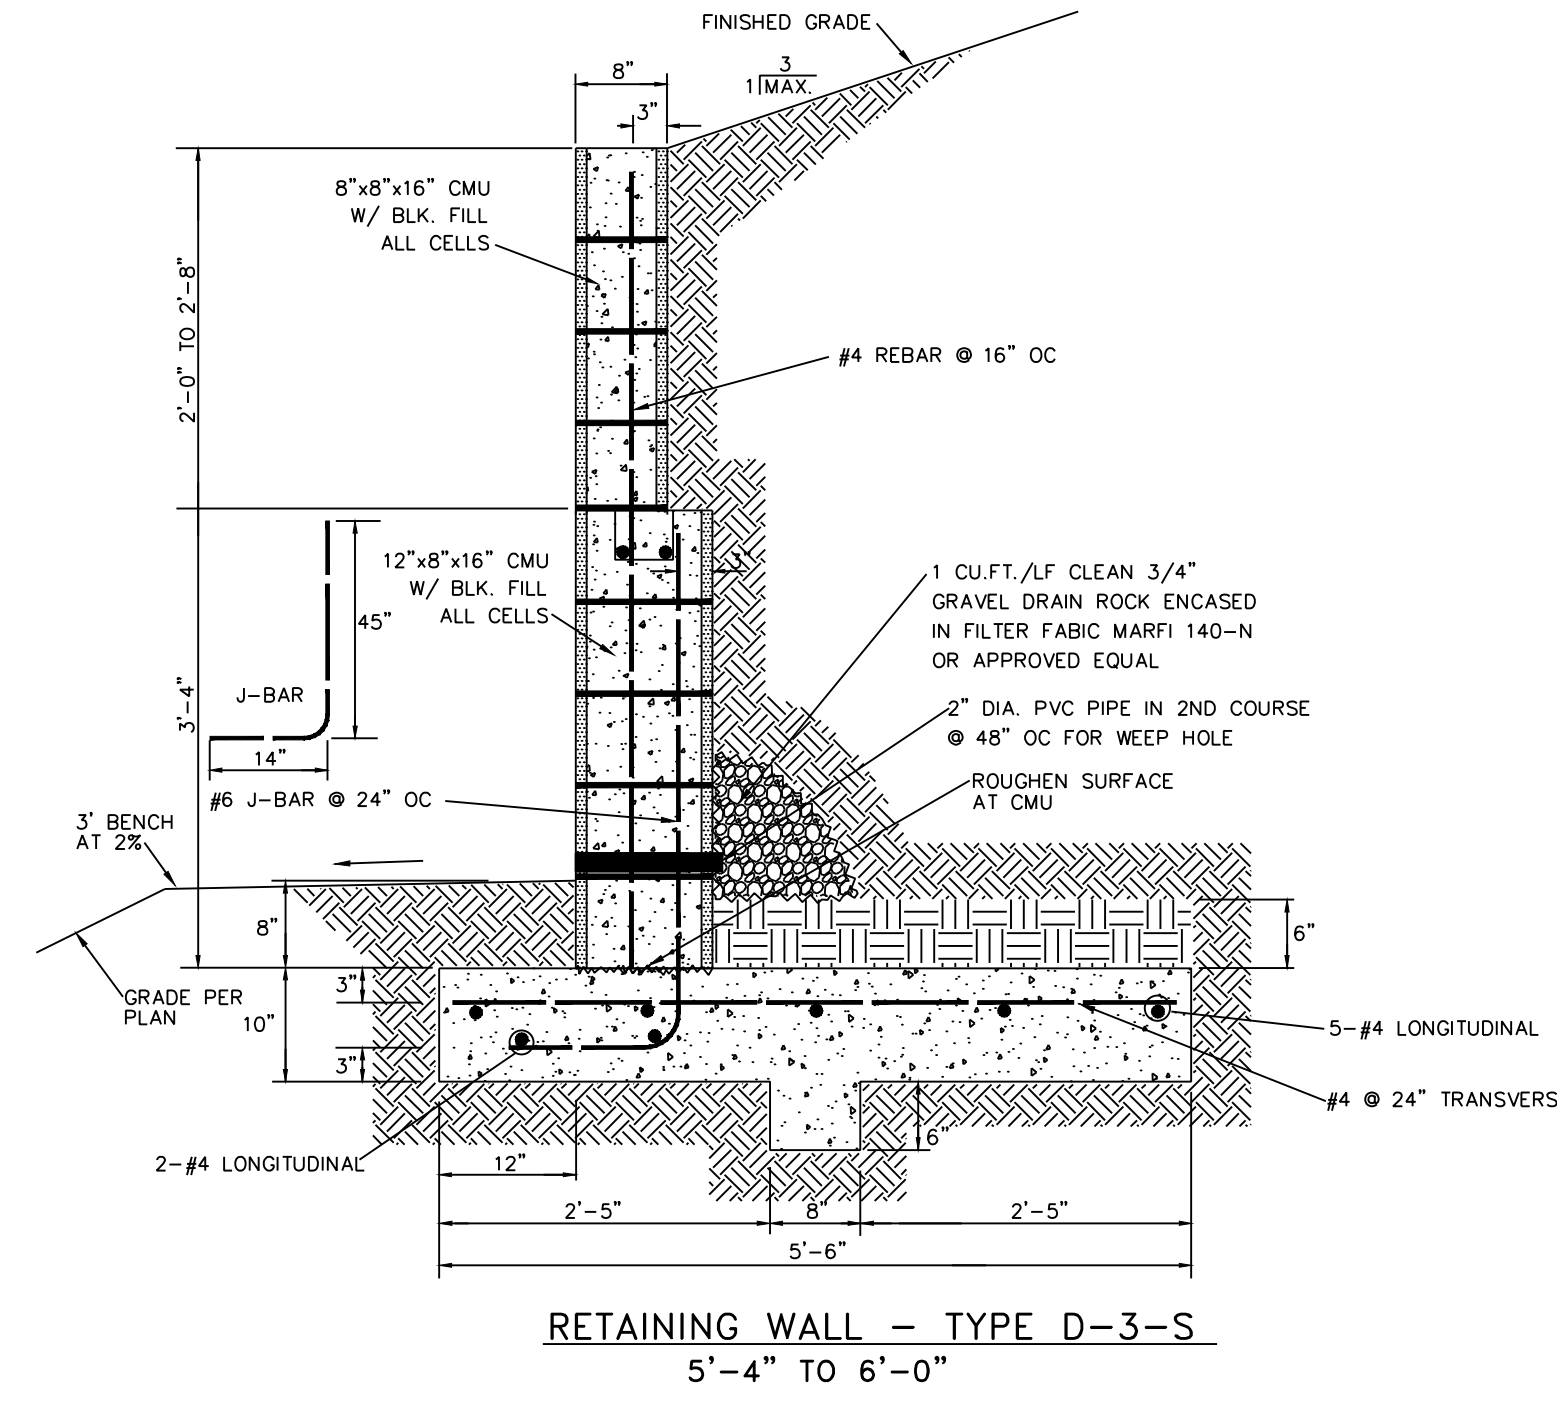 FINISHED GRADE
3
1 MAX.
8"
3"
8"x8"x16" CMU
W/ BLK. FILL
ALL CELLS
2'-0" TO 2'-8"
#4 REBAR @ 16" OC
12"x8"x16" CMU
W/ BLK. FILL
ALL CELLS
3"
1 CU.FT./LF CLEAN 3/4"
GRAVEL DRAIN ROCK ENCASED
IN FILTER FABIC MARFI 140-N
OR APPROVED EQUAL
45"
J-BAR
14"
3'-4"
2" DIA. PVC PIPE IN 2ND COURSE
@ 48" OC FOR WEEP HOLE
ROUGHEN SURFACE
AT CMU
#6 J-BAR @ 24" OC
3' BENCH
AT 2%
8"
6"
GRADE PER
PLAN
3"
10"
3"
5-#4 LONGITUDINAL
#4 @ 24" TRANSVERS
2-#4 LONGITUDINAL
12"
6"
2'-5"
8"
2'-5"
5'-6"
RETAINING WALL - TYPE D-3-S
5'-4" TO 6'-0"